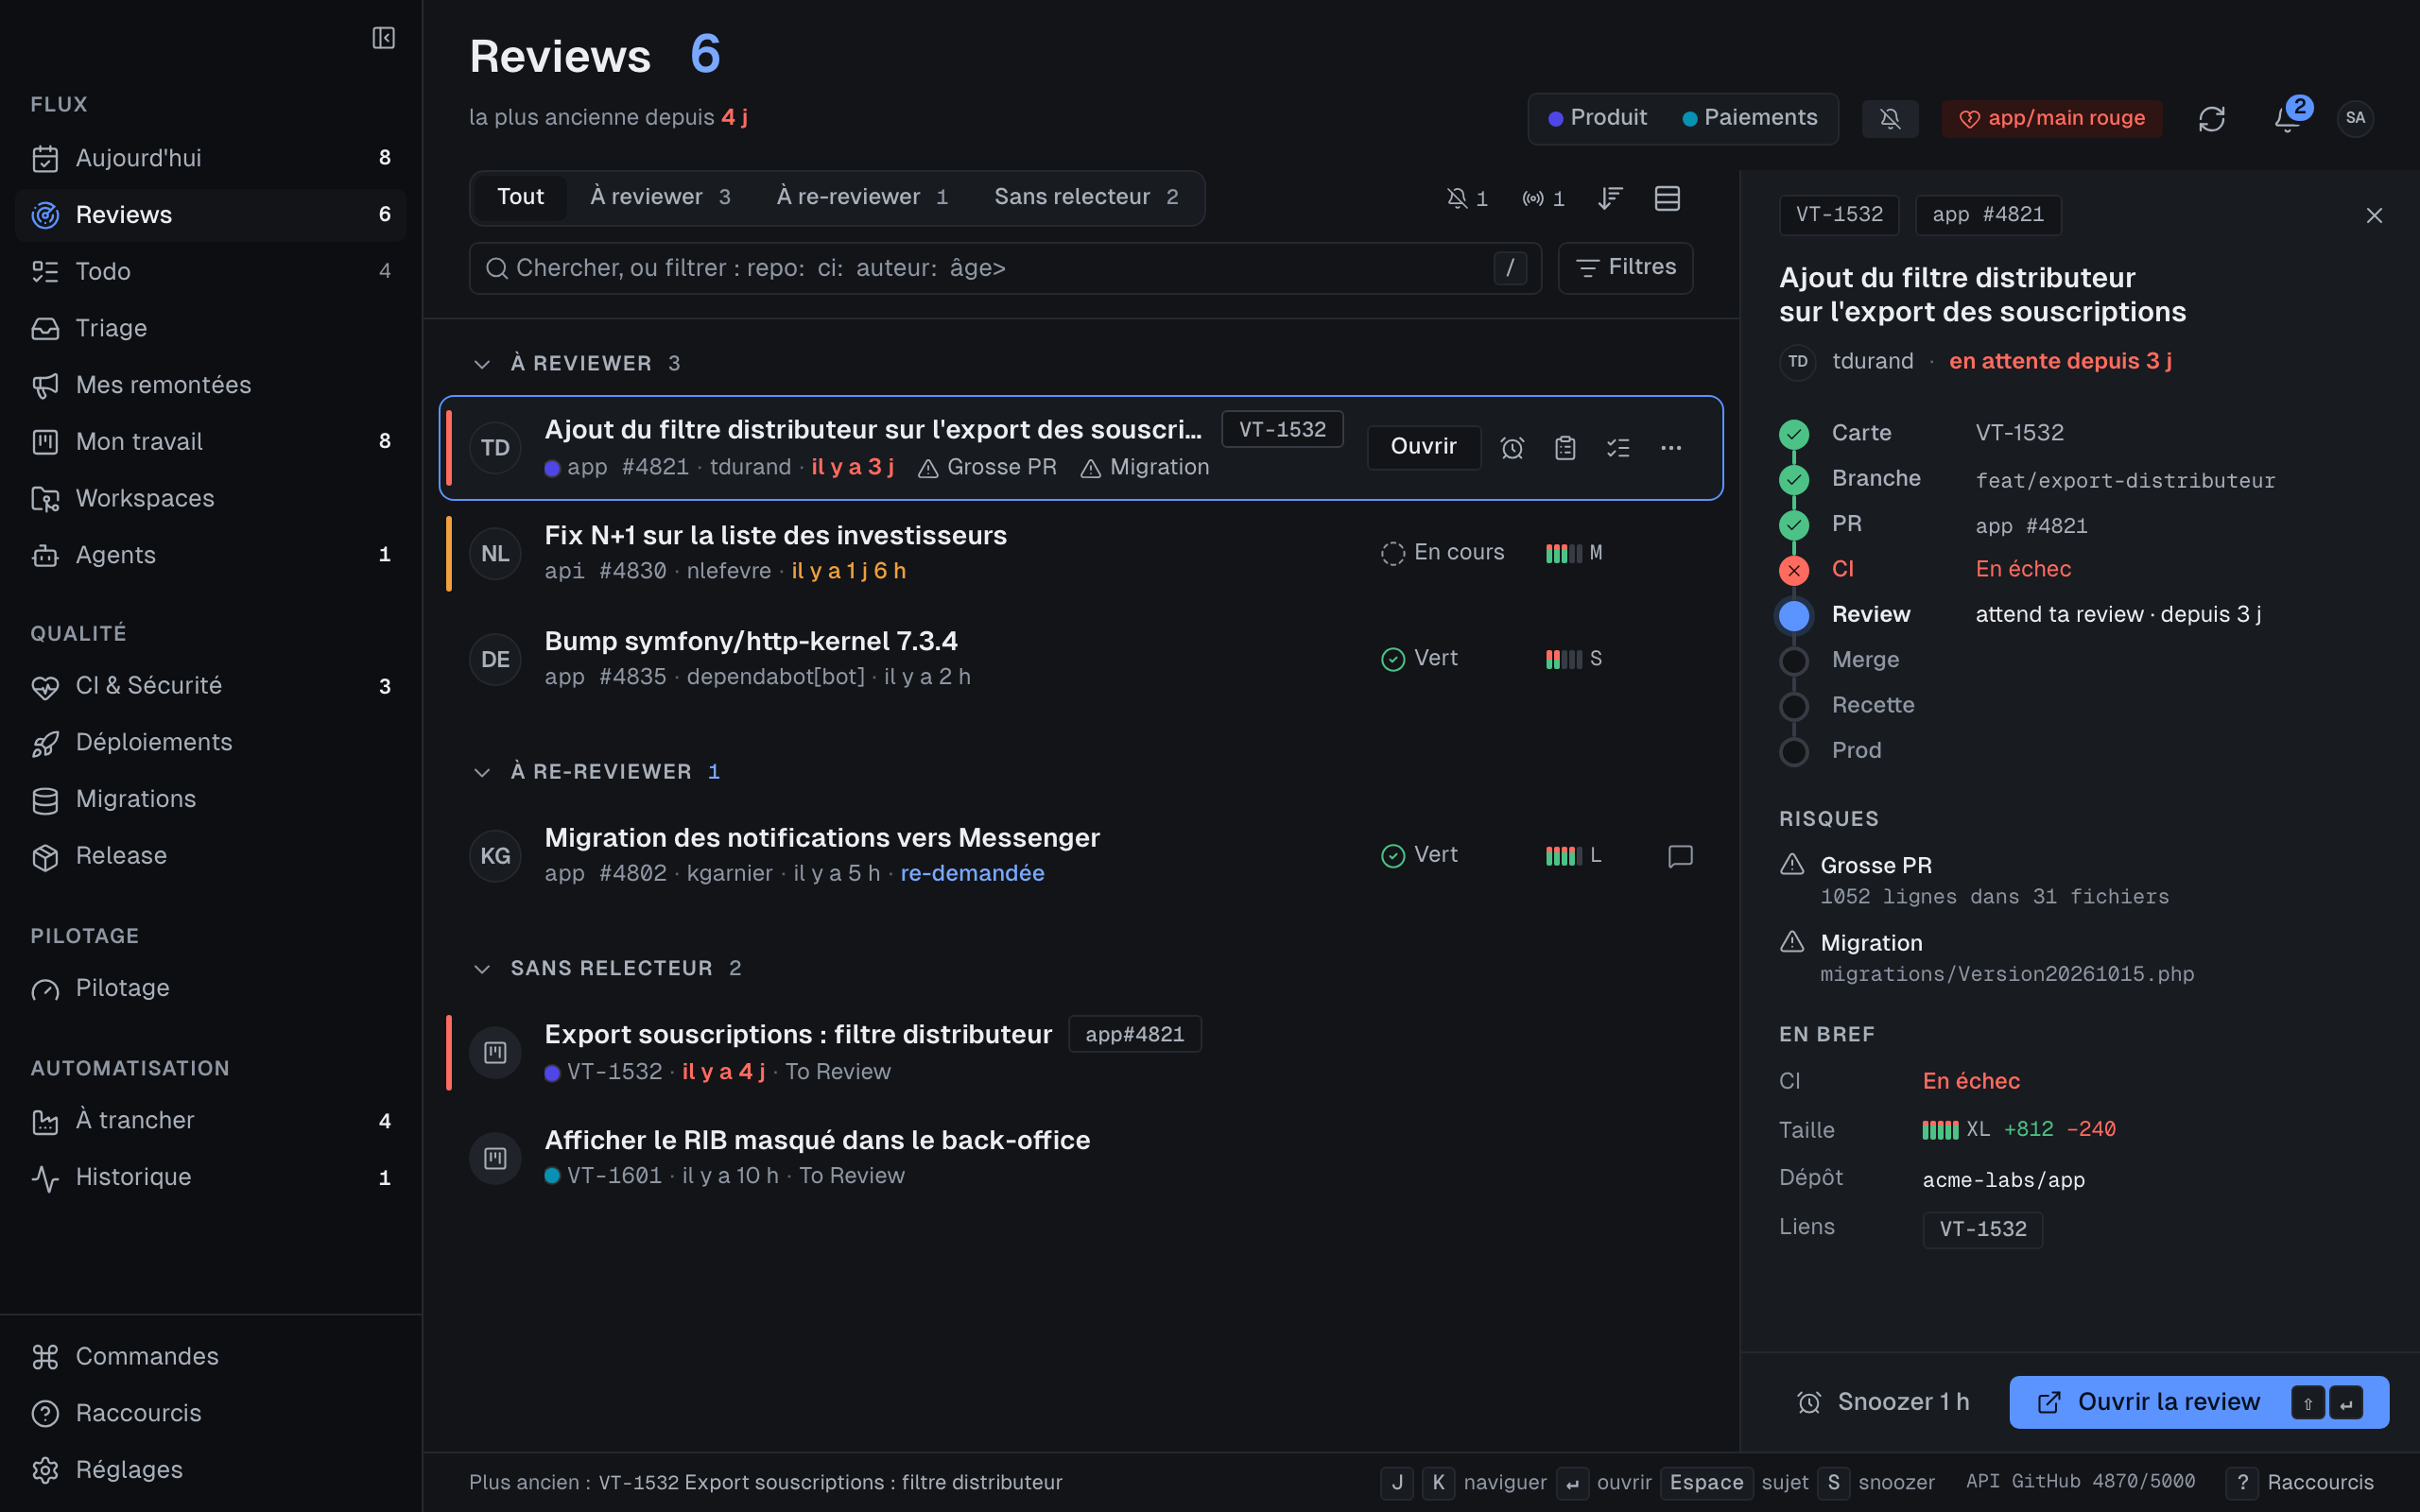 FLUX
Aujourd'hui 8
Reviews 6
Todo 4
Triage
Mes remontées
Mon travail 8
Workspaces
Agents 1
QUALITÉ
CI & Sécurité 3
Déploiements
Migrations
Release
PILOTAGE
Pilotage
AUTOMATISATION
À trancher 4
Historique 1
Commandes
Raccourcis
Réglages
Reviews 6
la plus ancienne depuis 4 j
Produit Paiements
app/main rouge
2
SA
Tout À reviewer 3 À re-reviewer 1 Sans relecteur 2
1 1
Chercher, ou filtrer : repo: ci: auteur: âge> /
Filtres
À REVIEWER 3
TD
Ajout du filtre distributeur sur l'export des souscri... VT-1532
app #4821 · tdurand · il y a 3 j Grosse PR Migration
Ouvrir
NL
Fix N+1 sur la liste des investisseurs
api #4830 · nlefevre · il y a 1 j 6 h
En cours M
DE
Bump symfony/http-kernel 7.3.4
app #4835 · dependabot[bot] · il y a 2 h
Vert S
À RE-REVIEWER 1
KG
Migration des notifications vers Messenger
app #4802 · kgarnier · il y a 5 h · re-demandée
Vert L
SANS RELECTEUR 2
Export souscriptions : filtre distributeur app#4821
VT-1532 · il y a 4 j · To Review
Afficher le RIB masqué dans le back-office
VT-1601 · il y a 10 h · To Review
VT-1532 app #4821
Ajout du filtre distributeur
sur l'export des souscriptions
TD tdurand · en attente depuis 3 j
Carte VT-1532
Branche feat/export-distributeur
PR app #4821
CI En échec
Review attend ta review · depuis 3 j
Merge
Recette
Prod
RISQUES
Grosse PR
1052 lignes dans 31 fichiers
Migration
migrations/Version20261015.php
EN BREF
CI En échec
Taille XL +812 −240
Dépôt acme-labs/app
Liens VT-1532
Snoozer 1 h
Ouvrir la review ⇧ ↵
Plus ancien : VT-1532 Export souscriptions : filtre distributeur
J K naviguer ↵ ouvrir Espace sujet S snoozer
API GitHub 4870/5000
? Raccourcis